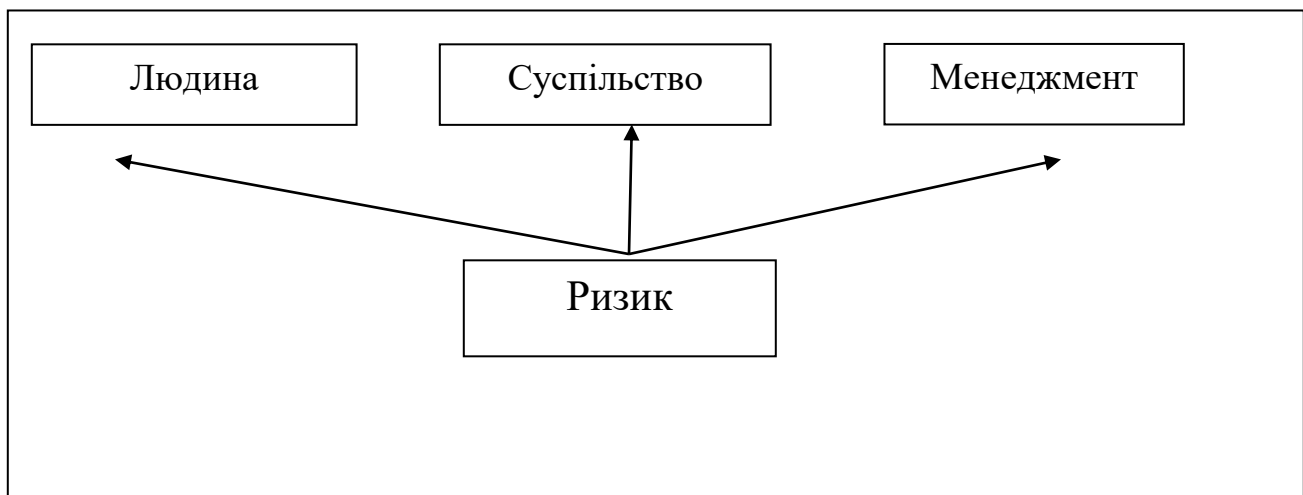 Людина
Суспільство
Менеджмент
Ризик